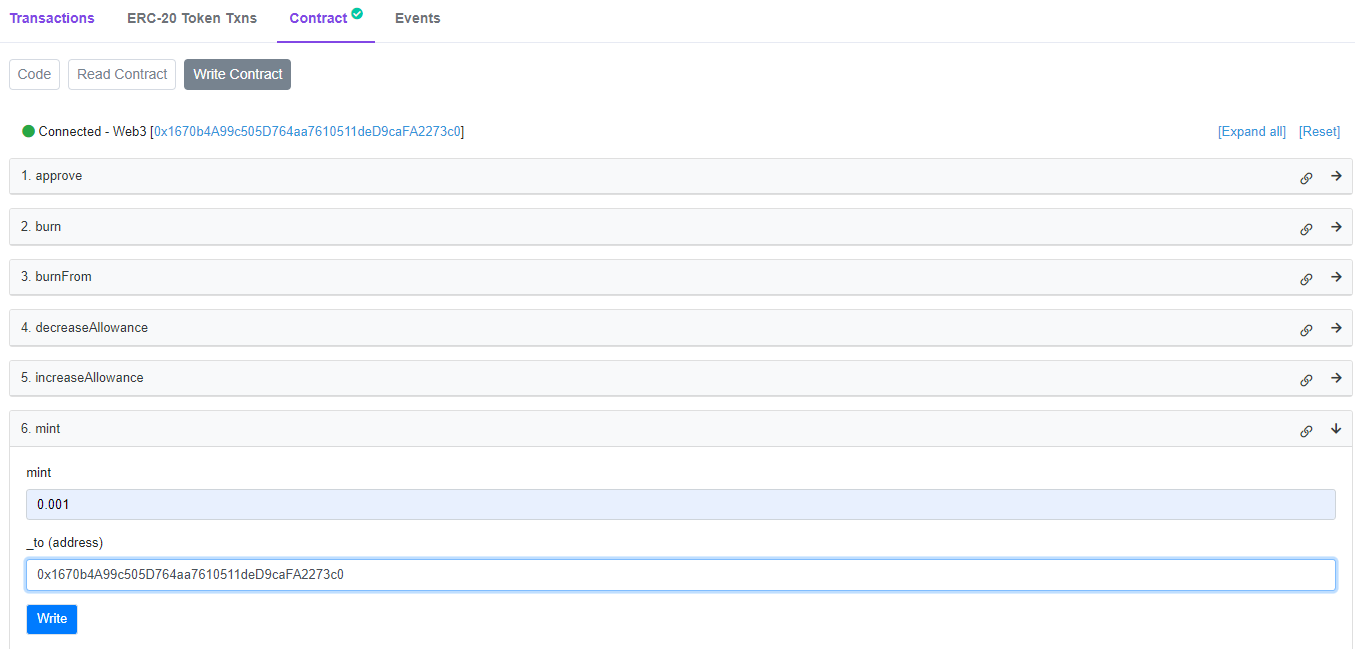 Transactions ERC-20 Token Txns Contract Events
Code Read Contract Write Contract
Connected - Web3 [0x1670b4A99c505D764aa7610511deD9caFA2273c0] [Expand all] [Reset]
1. approve
2. burn
3. burnFrom
4. decreaseAllowance
5. increaseAllowance
6. mint
mint
0.001
_to (address)
0x1670b4A99c505D764aa7610511deD9caFA2273c0
Write